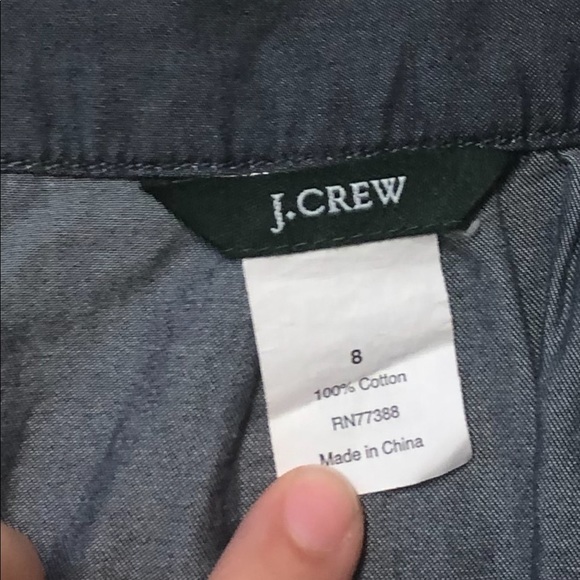 J.CREW
8
100% Cotton
RN77388
Made in China